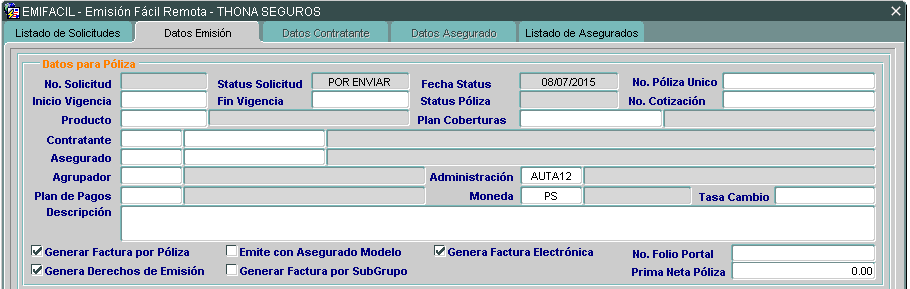 EMIFACIL - Emisión Fácil Remota - THONA SEGUROS
Listado de Solicitudes Datos Emisión Datos Contratante Datos Asegurado Listado de Asegurados
Datos para Póliza
No. Solicitud Status Solicitud POR ENVIAR Fecha Status 08/07/2015 No. Póliza Unico
Inicio Vigencia Fin Vigencia Status Póliza No. Cotización
Producto Plan Coberturas
Contratante
Asegurado
Agrupador Administración AUTA12
Plan de Pagos Moneda PS Tasa Cambio
Descripción
Generar Factura por Póliza Emite con Asegurado Modelo Genera Factura Electrónica No. Folio Portal
Genera Derechos de Emisión Generar Factura por SubGrupo Prima Neta Póliza 0.00